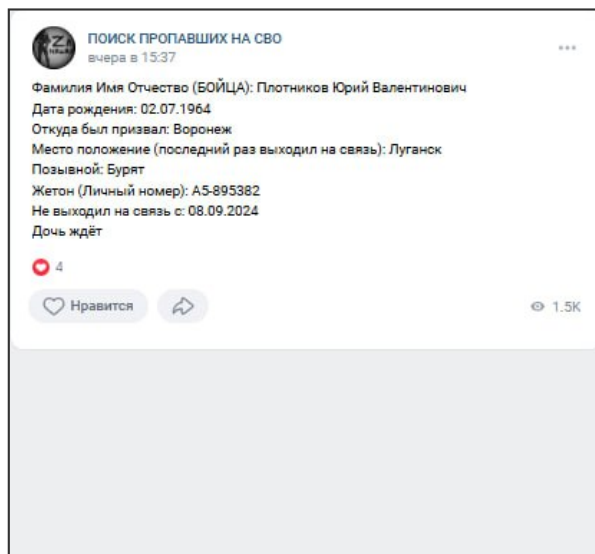 ПОИСК ПРОПАВШИХ НА СВО
вчера в 15:37
Фамилия Имя Отчество (БОЙЦА): Плотников Юрий Валентинович
Дата рождения: 02.07.1964
Откуда был призвал: Воронеж
Место положение (последний раз выходил на связь): Луганск
Позывной: Бурят
Жетон (Личный номер): А5-895382
Не выходил на связь с: 08.09.2024
Дочь ждёт
4
Нравится
1.5K